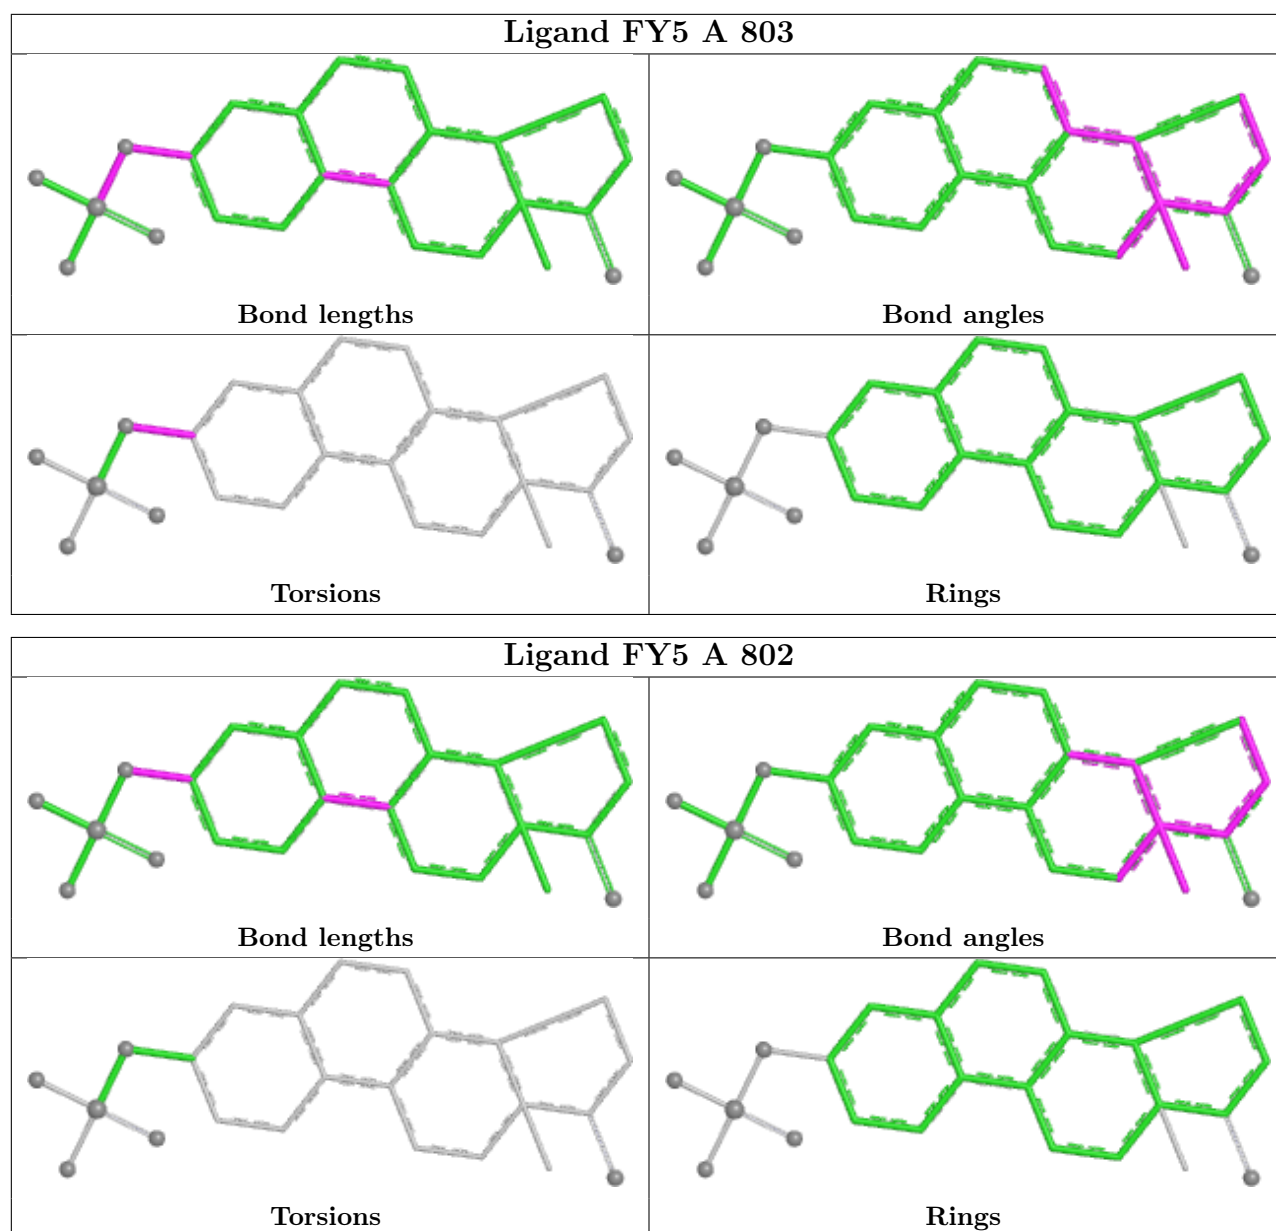 Ligand FY5 A 803
Bond lengths
Bond angles
Torsions
Rings
Ligand FY5 A 802
Bond lengths
Bond angles
Torsions
Rings